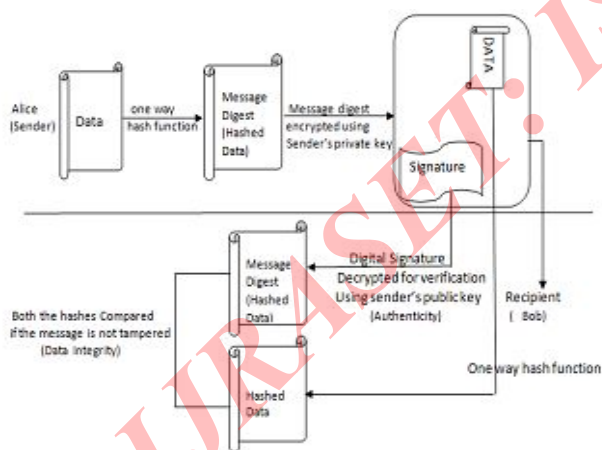 DATA
Alice
(Sender)
Data
one way
hash function
Message
Digest
(Hashed
Data)
Message digest
encrypted using
Sender's private key
Signature
Message
Digest
(Hashed
Data)
Digital Signature
Decrypted for verification
Using sender's public key
(Authenticity)
Recipient
( Bob)
Both the hashes Compared
If the message is not tampered
(Data Integrity)
One way hash function
Hashed
Data
IJRASET: IS